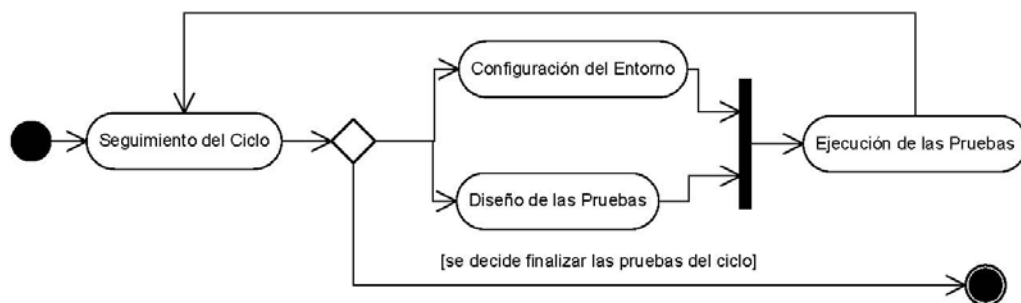 Configuración del Entorno
Seguimiento del Ciclo
Ejecución de las Pruebas
Diseño de las Pruebas
[se decide finalizar las pruebas del ciclo]